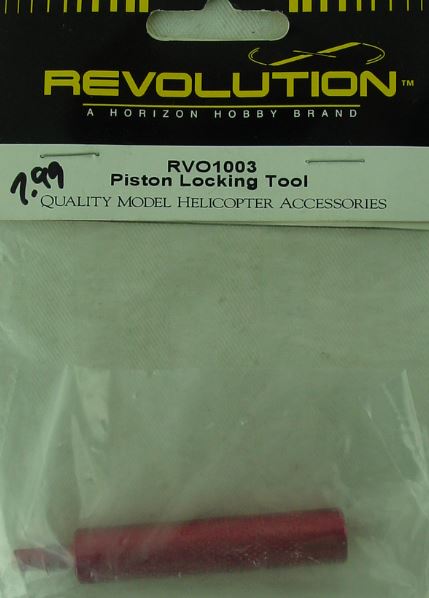 REVOLUTION™
A HORIZON HOBBY BRAND
RVO1003
7.99
Piston Locking Tool
QUALITY MODEL HELICOPTER ACCESSORIES